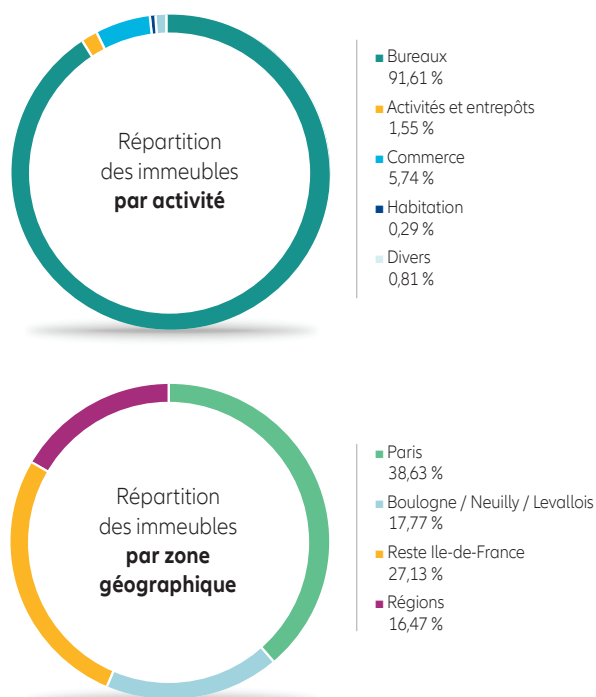 Répartition
des immeubles
par activité
Bureaux
91,61 %
Activités et entrepôts
1,55 %
Commerce
5,74 %
Habitation
0,29 %
Divers
0,81 %
Répartition
des immeubles
par zone
géographique
Paris
38,63 %
Boulogne / Neuilly / Levallois
17,77 %
Reste Ile-de-France
27,13 %
Régions
16,47 %